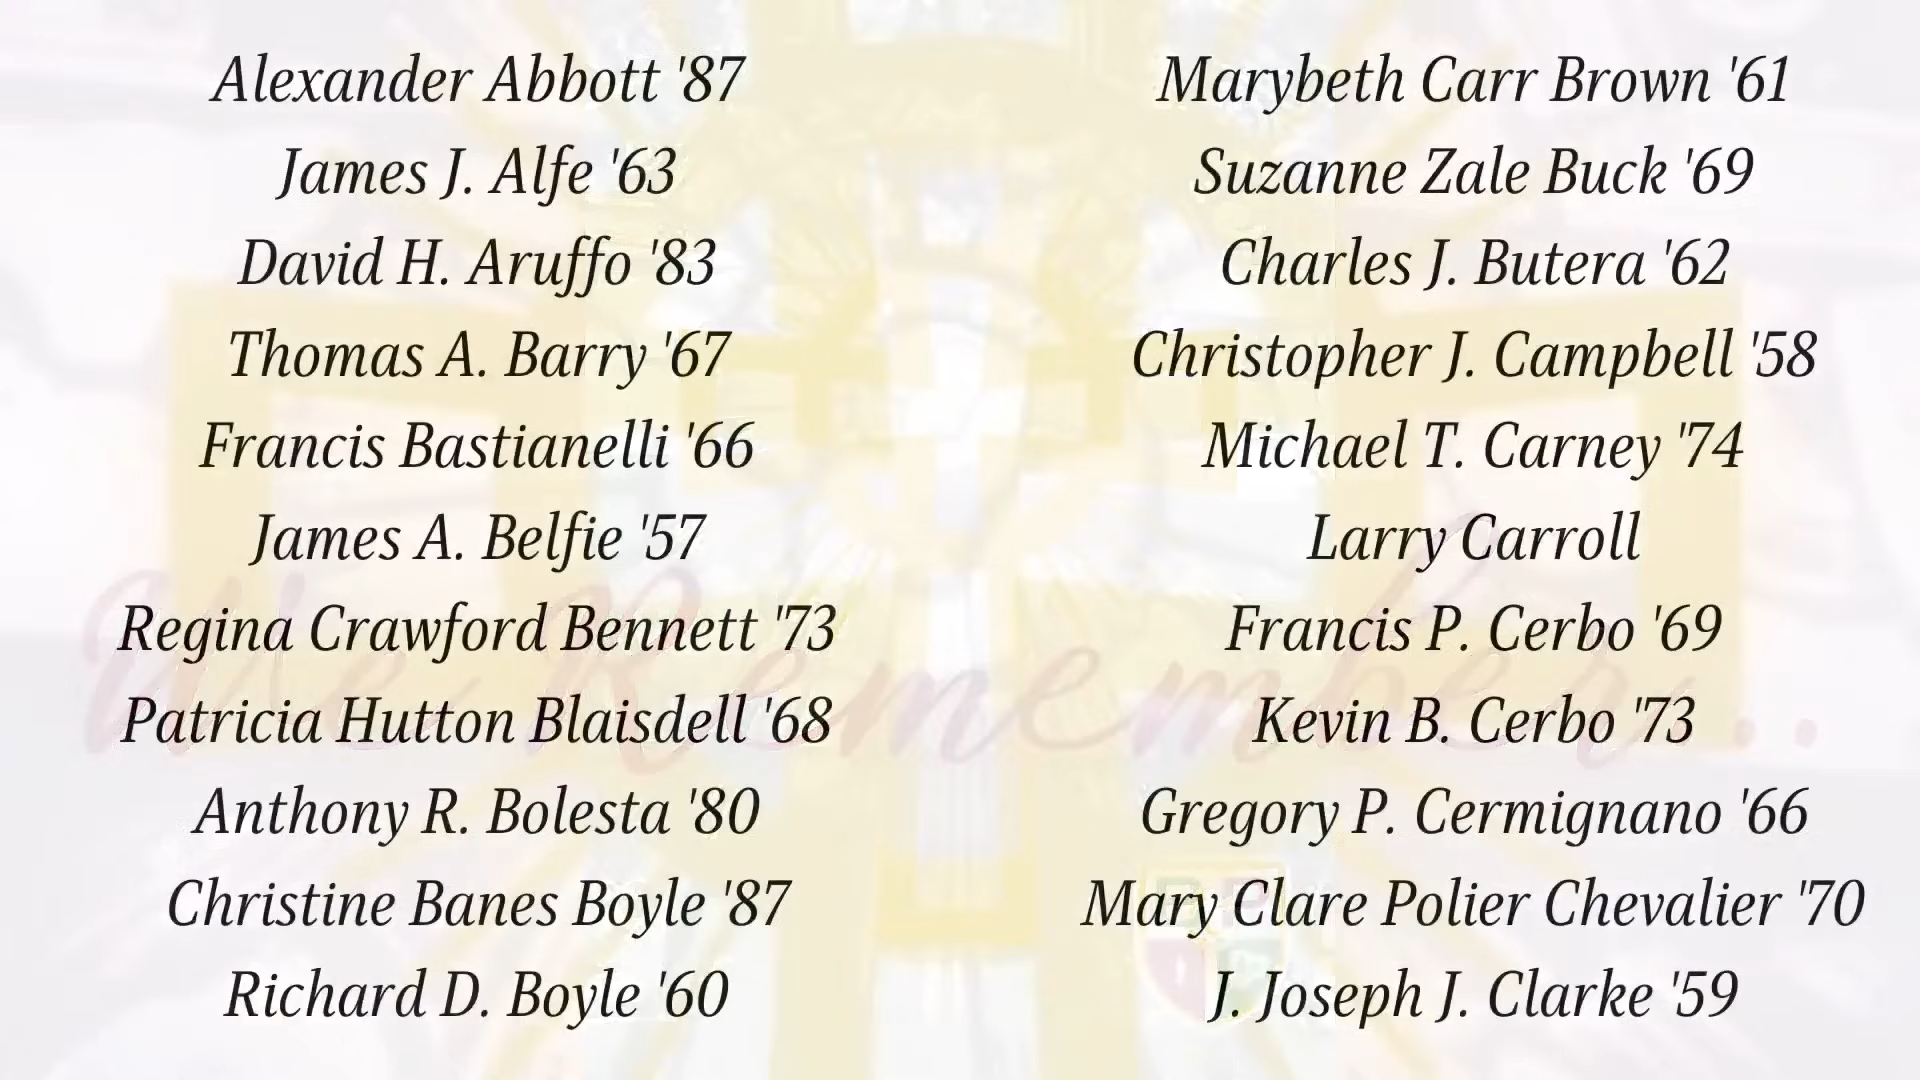 Alexander Abbott '87
James J. Alfe '63
David H. Aruffo '83
Thomas A. Barry '67
Francis Bastianelli '66
James A. Belfie '57
Regina Crawford Bennett '73
Patricia Hutton Blaisdell '68
Anthony R. Bolesta '80
Christine Banes Boyle '87
Richard D. Boyle '60
Marybeth Carr Brown '61
Suzanne Zale Buck '69
Charles J. Butera '62
Christopher J. Campbell '58
Michael T. Carney '74
Larry Carroll
Francis P. Cerbo '69
Kevin B. Cerbo '73
Gregory P. Cermignano '66
Mary Clare Polier Chevalier '70
J. Joseph J. Clarke '59
We Remember...